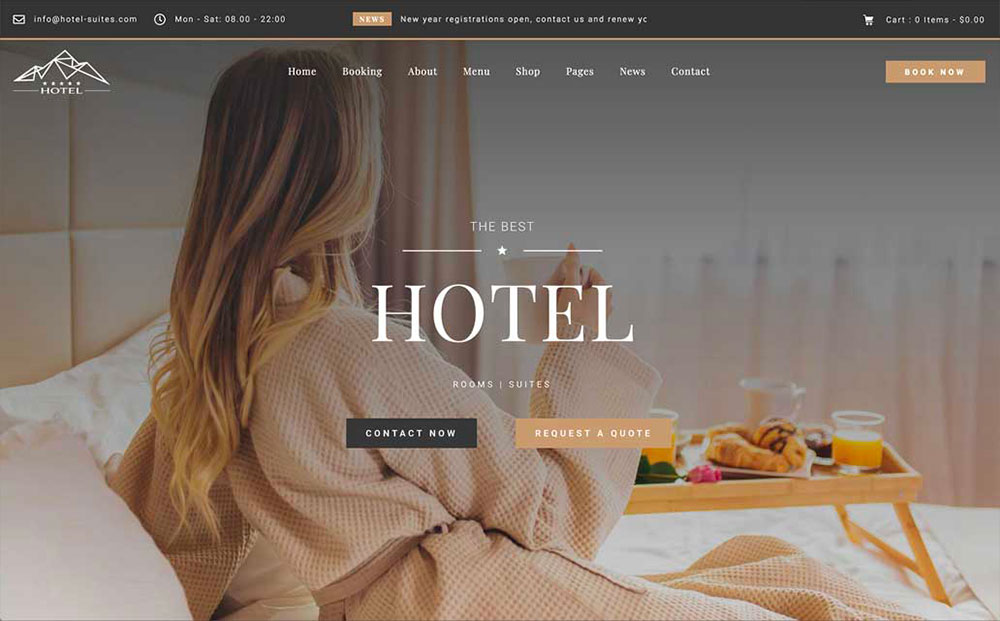 info@hotel-suites.com
Mon - Sat: 08.00 - 22:00
NEWS
New year registrations open, contact us and renew yc
Cart : 0 Items - $0.00
HOTEL
Home
Booking
About
Menu
Shop
Pages
News
Contact
BOOK NOW
THE BEST
HOTEL
ROOMS | SUITES
CONTACT NOW
REQUEST A QUOTE